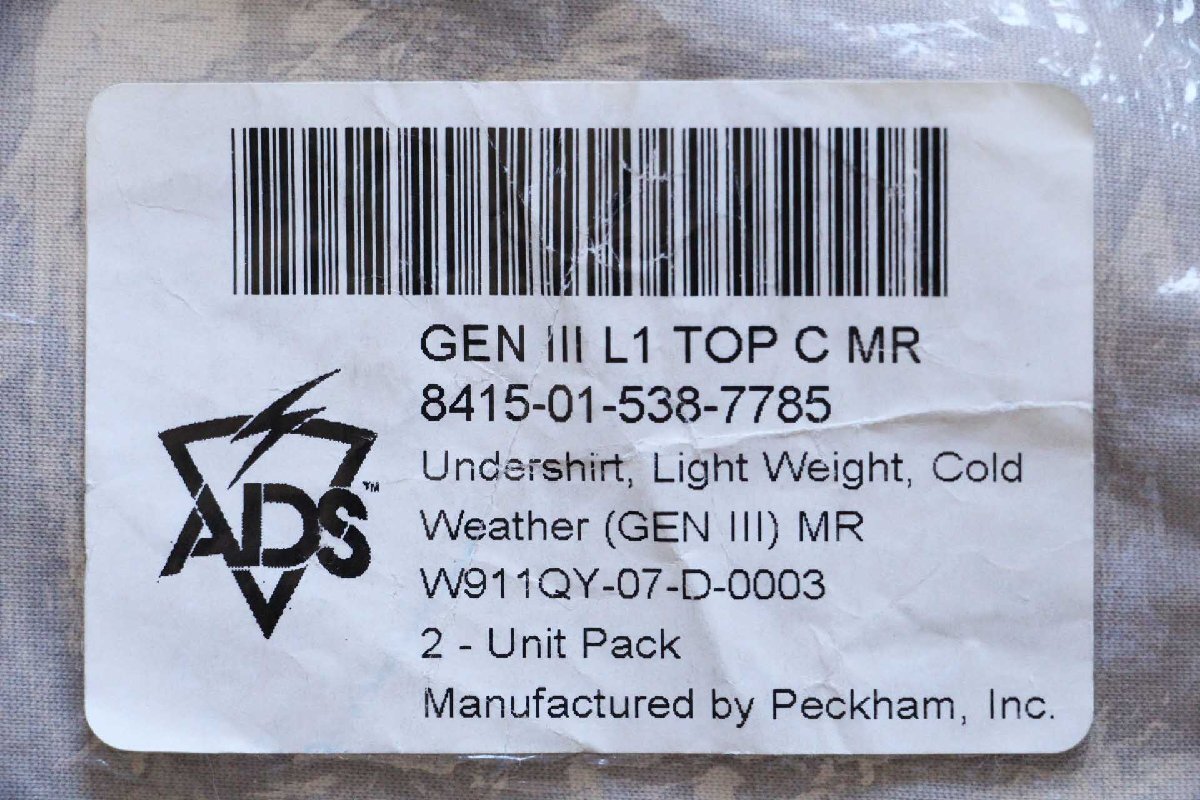 GEN III L1 TOP C MR
8415-01-538-7785
Undershirt, Light Weight, Cold
Weather (GEN III) MR
W911QY-07-D-0003
2 - Unit Pack
Manufactured by Peckham, Inc.
ADS™